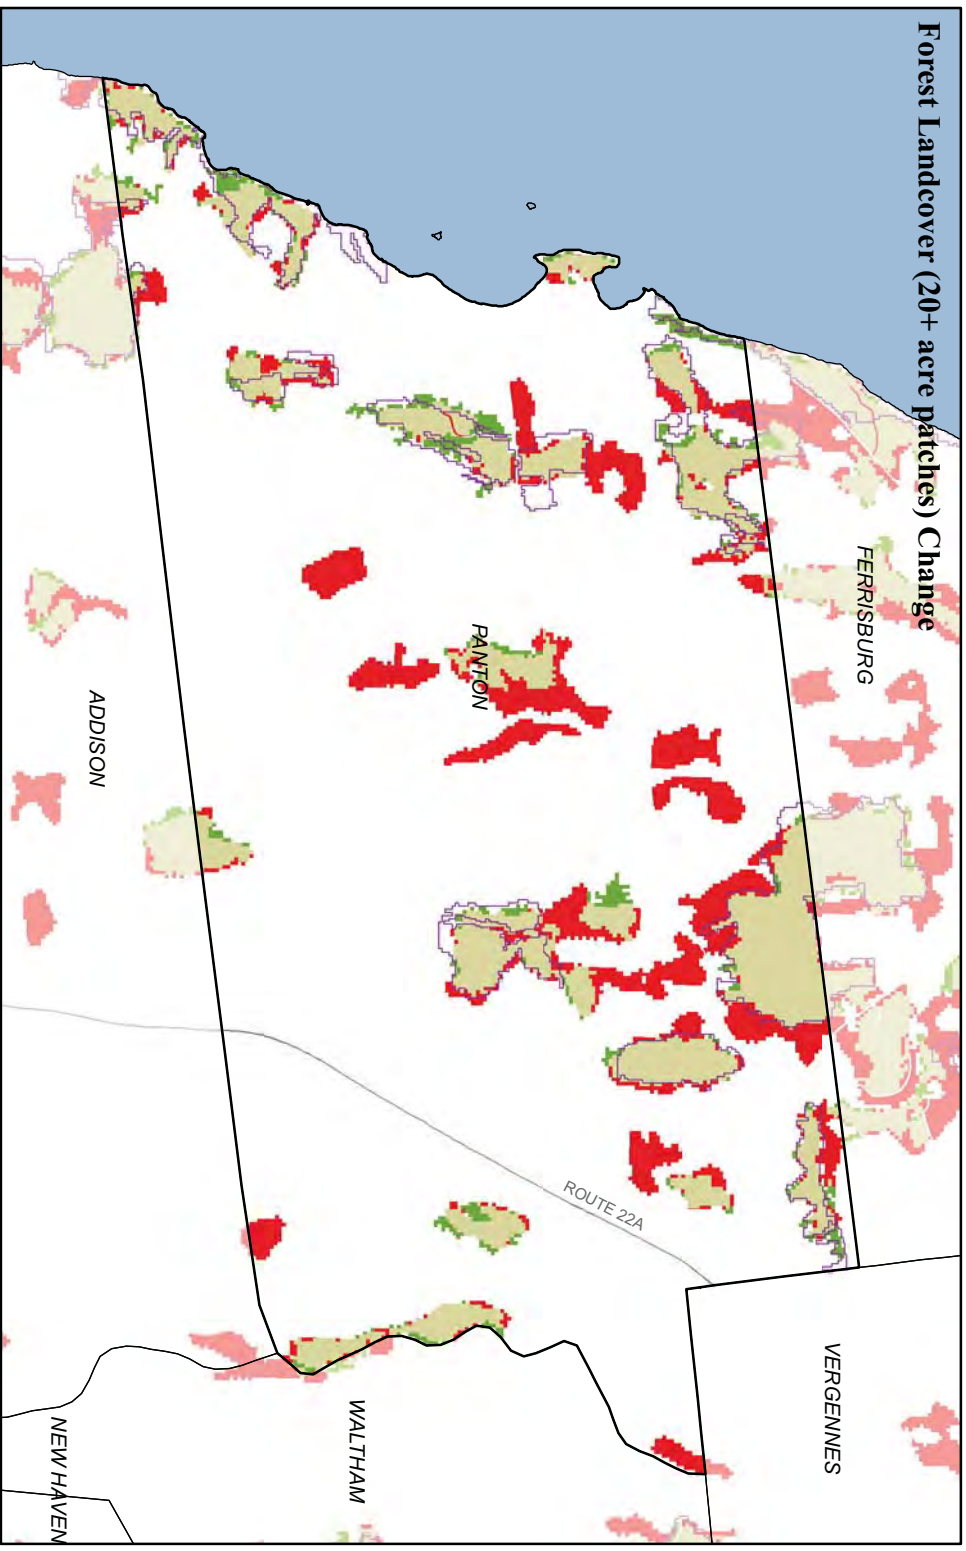 Forest Landcover (20+ acre patches) Change
FERRISBURG
PANTON
ADDISON
ROUTE 22A
VERGENNES
WALTHAM
NEW HAVEN